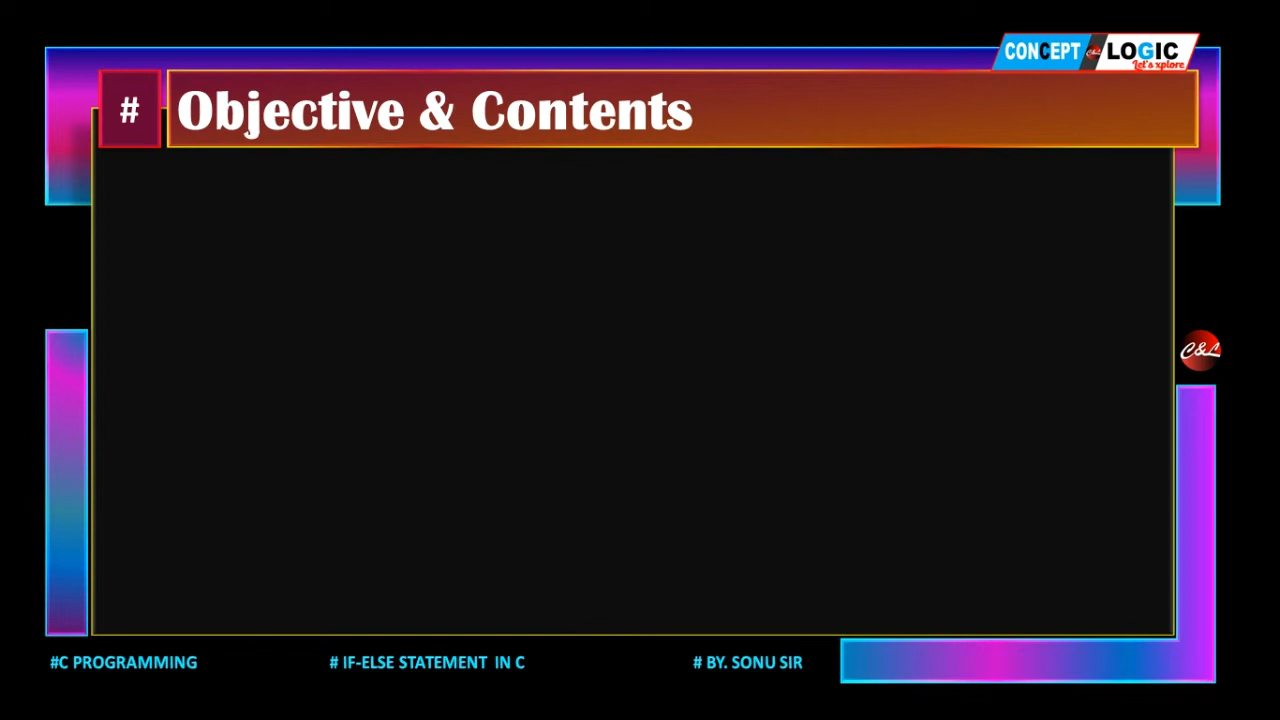 CONCEPT C&L LOGIC
Let's xplore
# Objective & Contents
C&L
#C PROGRAMMING
# IF-ELSE STATEMENT IN C
# BY. SONU SIR